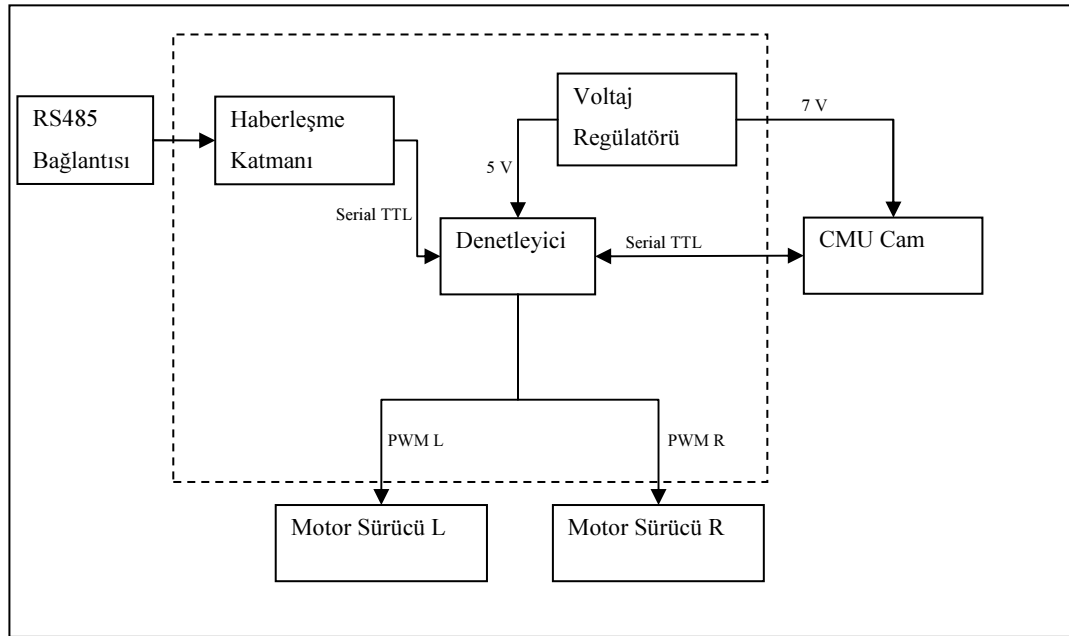 RS485
Bağlantısı
Haberleşme
Katmanı
Voltaj
Regülatörü
7 V
5 V
Serial TTL
Denetleyici
Serial TTL
CMU Cam
PWM L
PWM R
Motor Sürücü L
Motor Sürücü R